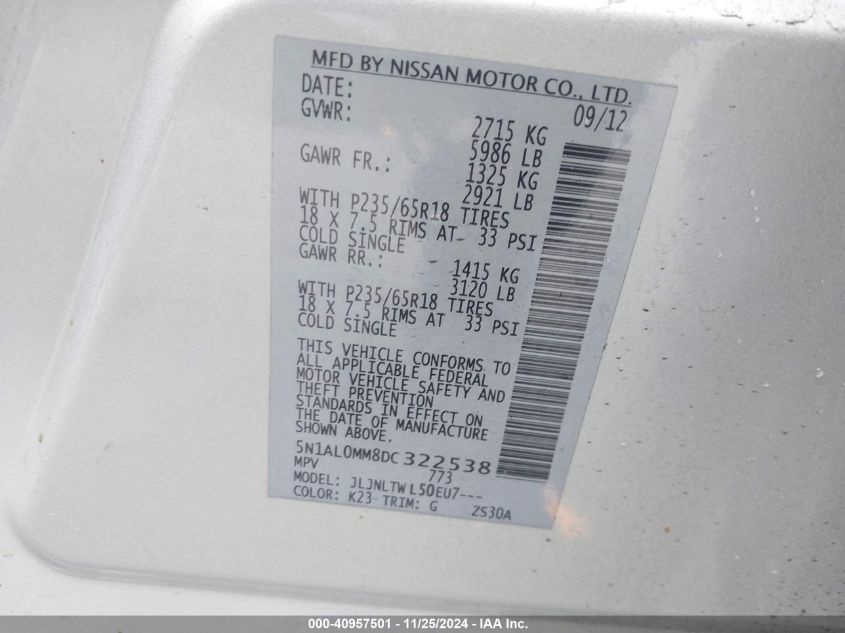 MFD BY NISSAN MOTOR CO., LTD.
DATE: 09/12
GVWR: 2715 KG
5986 LB
GAWR FR.: 1325 KG
2921 LB
WITH P235/65R18 TIRES
18 X 7.5 RIMS AT 33 PSI
COLD SINGLE
GAWR RR.: 1415 KG
3120 LB
WITH P235/65R18 TIRES
18 X 7.5 RIMS AT 33 PSI
COLD SINGLE
THIS VEHICLE CONFORMS TO
ALL APPLICABLE FEDERAL
MOTOR VEHICLE SAFETY AND
THEFT PREVENTION
STANDARDS IN EFFECT ON
THE DATE OF MANUFACTURE
SHOWN ABOVE.
5N1AL0MM8DC322538
MPV 773
MODEL: JLJNLTWL50EU7---
COLOR: K23 TRIM: G ZS30A
000-40957501 - 11/25/2024 - IAA Inc.